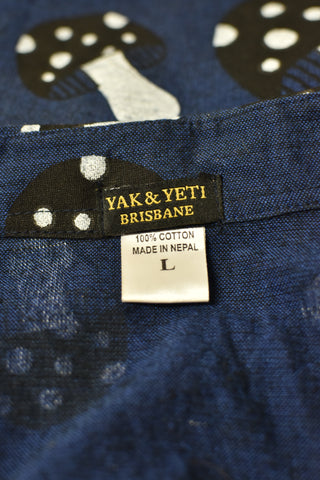 YAK & YETI
BRISBANE
100% COTTON
MADE IN NEPAL
L